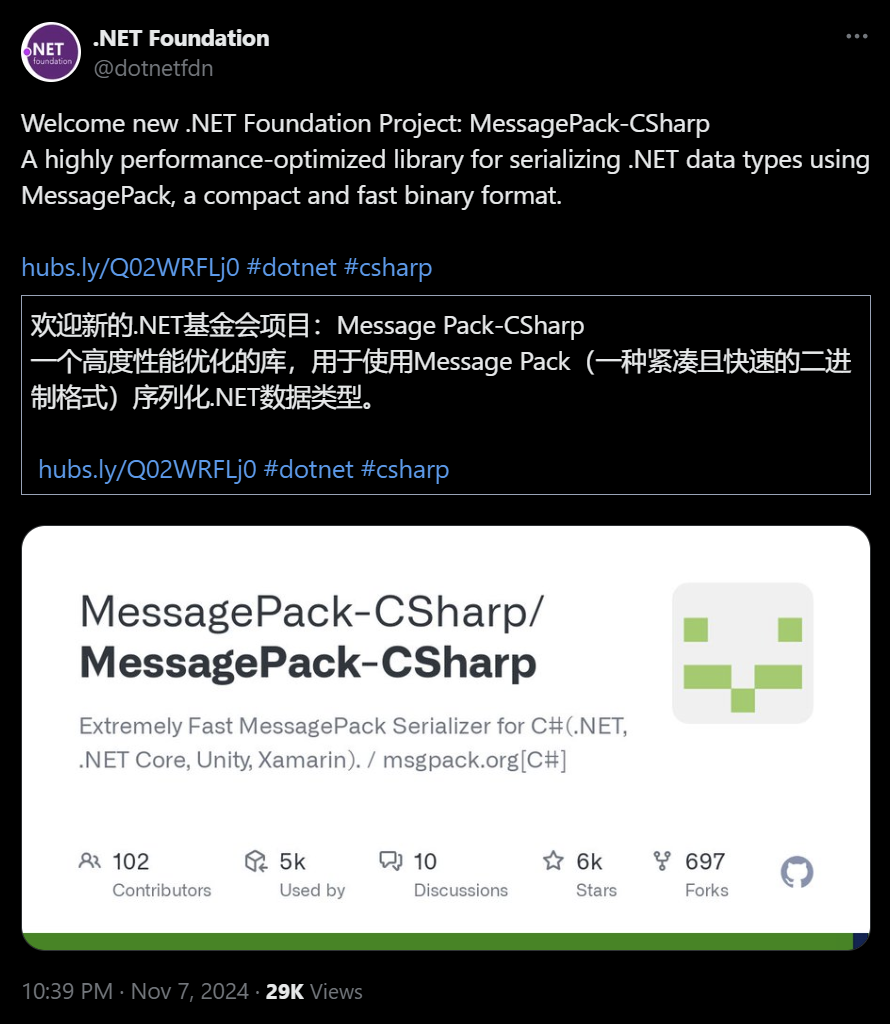 .NET
foundation
.NET Foundation
@dotnetfdn
Welcome new .NET Foundation Project: MessagePack-CSharp
A highly performance-optimized library for serializing .NET data types using
MessagePack, a compact and fast binary format.
hubs.ly/Q02WRFLj0 #dotnet #csharp
欢迎新的.NET基金会项目：Message Pack-CSharp
一个高度性能优化的库，用于使用Message Pack（一种紧凑且快速的二进
制格式）序列化.NET数据类型。
hubs.ly/Q02WRFLj0 #dotnet #csharp
MessagePack-CSharp/
MessagePack-CSharp
Extremely Fast MessagePack Serializer for C#(.NET,
.NET Core, Unity, Xamarin). / msgpack.org[C#]
102 5k 10 6k 697
Contributors Used by Discussions Stars Forks
10:39 PM · Nov 7, 2024 · 29K Views